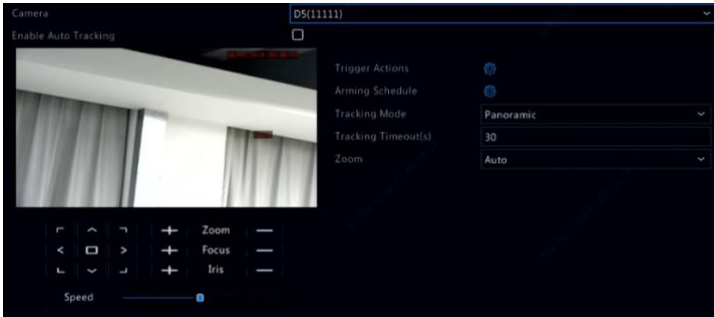 Camera
D5(11111)
Enable Auto Tracking
Trigger Actions
Arming Schedule
Tracking Mode
Panoramic
Tracking Timeout(s)
30
Zoom
Auto
Zoom
Focus
Iris
Speed